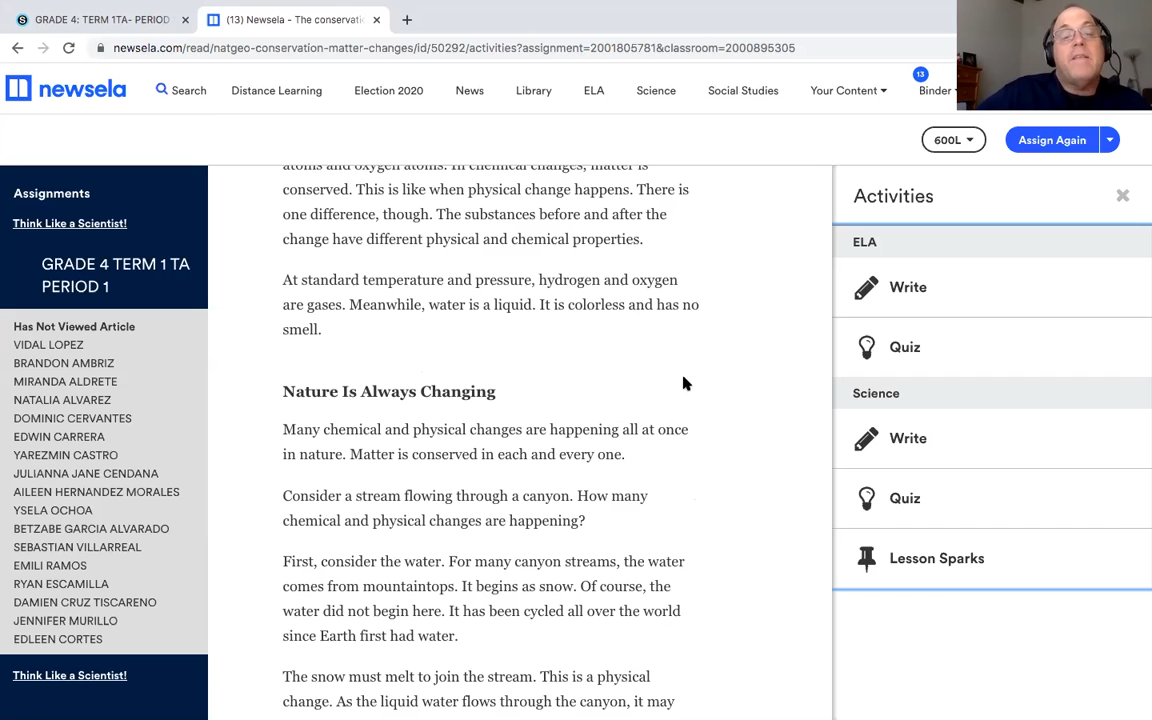 GRADE 4: TERM 1TA- PERIOD
(13) Newsela - The conservati
newsela.com/read/natgeo-conservation-matter-changes/id/50292/activities?assignment=2001805781&classroom=2000895305
newsela
Search
Distance Learning
Election 2020
News
Library
ELA
Science
Social Studies
Your Content
13
Binder
600L
Assign Again
Assignments
Think Like a Scientist!
GRADE 4 TERM 1 TA
PERIOD 1
Has Not Viewed Article
VIDAL LOPEZ
BRANDON AMBRIZ
MIRANDA ALDRETE
NATALIA ALVAREZ
DOMINIC CERVANTES
EDWIN CARRERA
YAREZMIN CASTRO
JULIANNA JANE CENDANA
AILEEN HERNANDEZ MORALES
YSELA OCHOA
BETZABE GARCIA ALVARADO
SEBASTIAN VILLARREAL
EMILI RAMOS
RYAN ESCAMILLA
DAMIEN CRUZ TISCARENO
JENNIFER MURILLO
EDLEEN CORTES
Think Like a Scientist!
atoms and oxygen atoms. In chemical changes, matter is
conserved. This is like when physical change happens. There is
one difference, though. The substances before and after the
change have different physical and chemical properties.
At standard temperature and pressure, hydrogen and oxygen
are gases. Meanwhile, water is a liquid. It is colorless and has no
smell.
Nature Is Always Changing
Many chemical and physical changes are happening all at once
in nature. Matter is conserved in each and every one.
Consider a stream flowing through a canyon. How many
chemical and physical changes are happening?
First, consider the water. For many canyon streams, the water
comes from mountaintops. It begins as snow. Of course, the
water did not begin here. It has been cycled all over the world
since Earth first had water.
The snow must melt to join the stream. This is a physical
change. As the liquid water flows through the canyon, it may
Activities
ELA
Write
Quiz
Science
Write
Quiz
Lesson Sparks